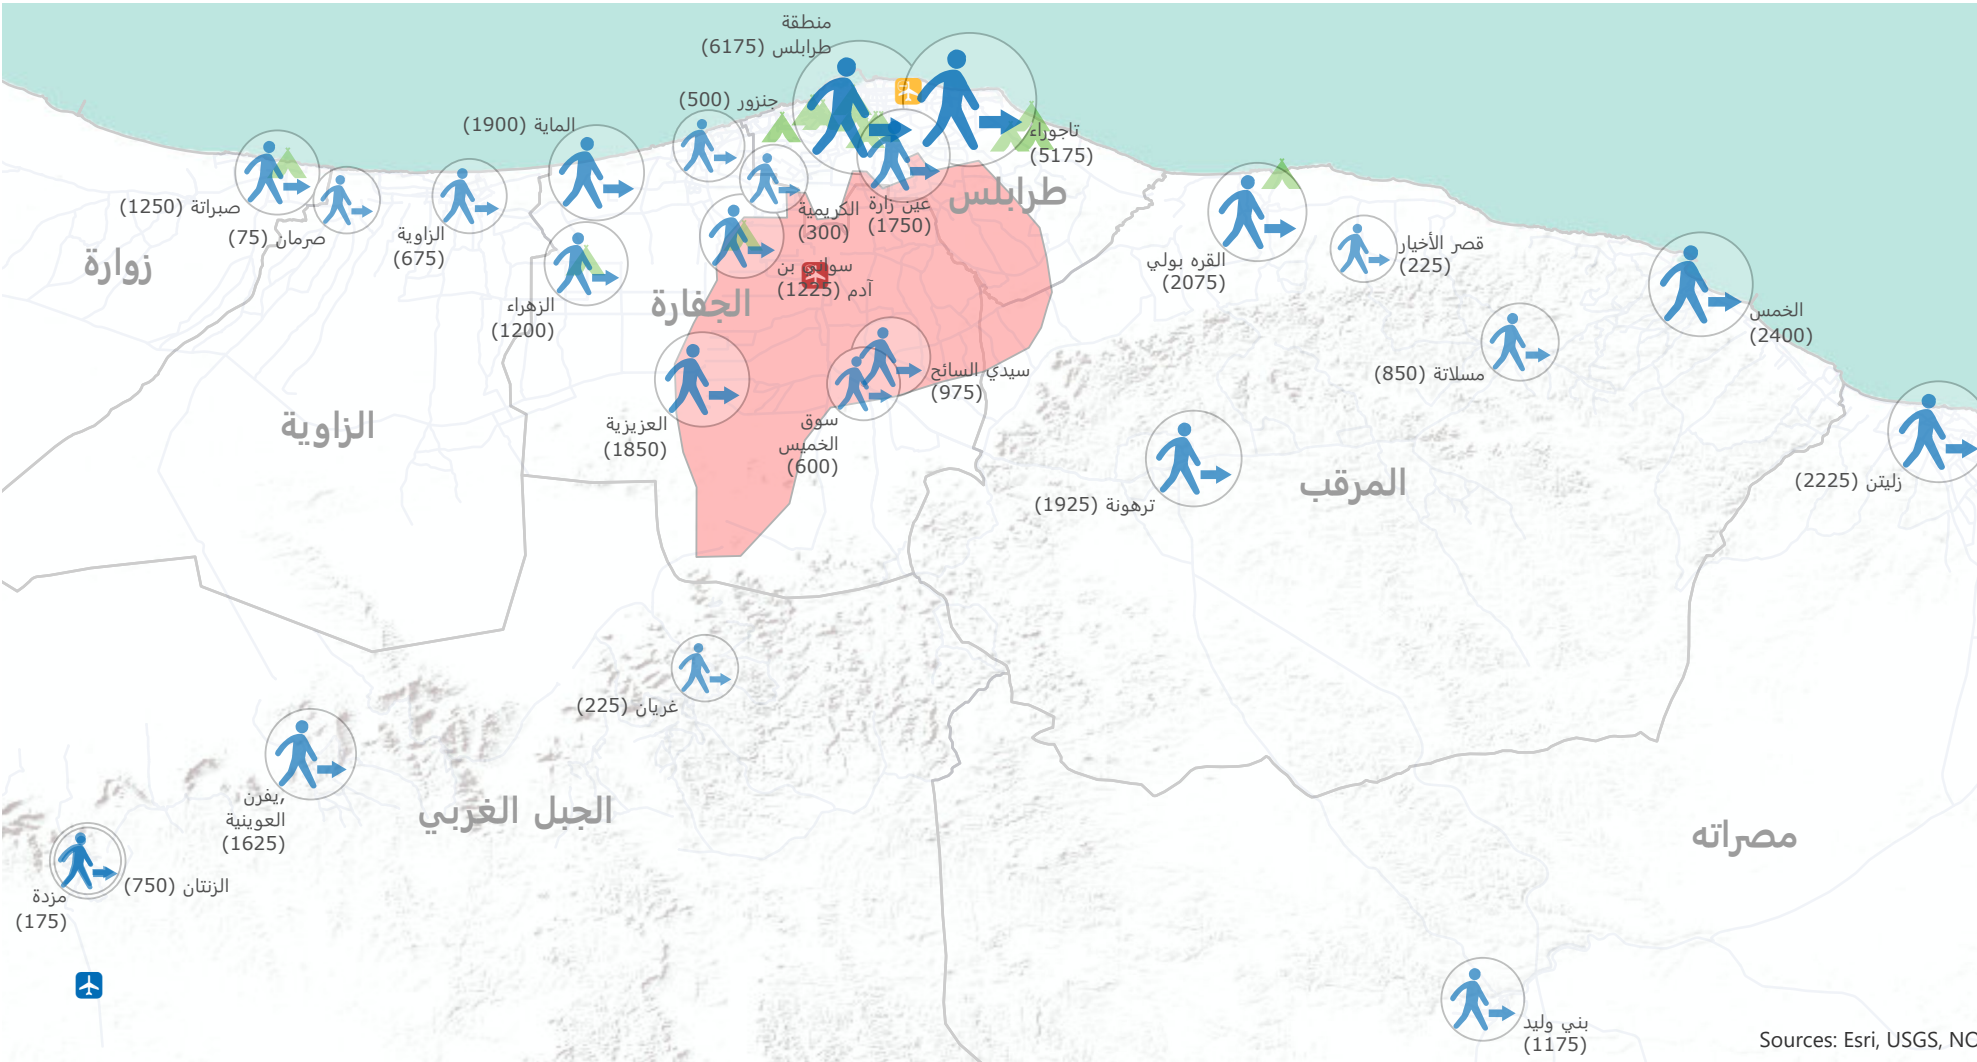 منطقة
طرابلس (6175)
جنزور (500)
الماية (1900)
تاجوراء
(5175)
صبراتة (1250)
صرمان (75)
الزاوية
(675)
الكريمية
(300)
عين زارة
(1750)
طرابلس
قصر الأخيار
(225)
القره بولي
(2075)
زوارة
سواني بن
آدم (1225)
الجفارة
الزهراء
(1200)
الخمس
(2400)
سيدي السائح
(975)
مسلاتة (850)
الزاوية
العزيزية
(1850)
سوق
الخميس
(600)
ترهونة (1925)
المرقب
زليتن (2225)
غريان (225)
يفرن,
العوينية
(1625)
الجبل الغربي
مصراته
الزنتان (750)
مزدة
(175)
بني وليد
(1175)
Sources: Esri, USGS, NO